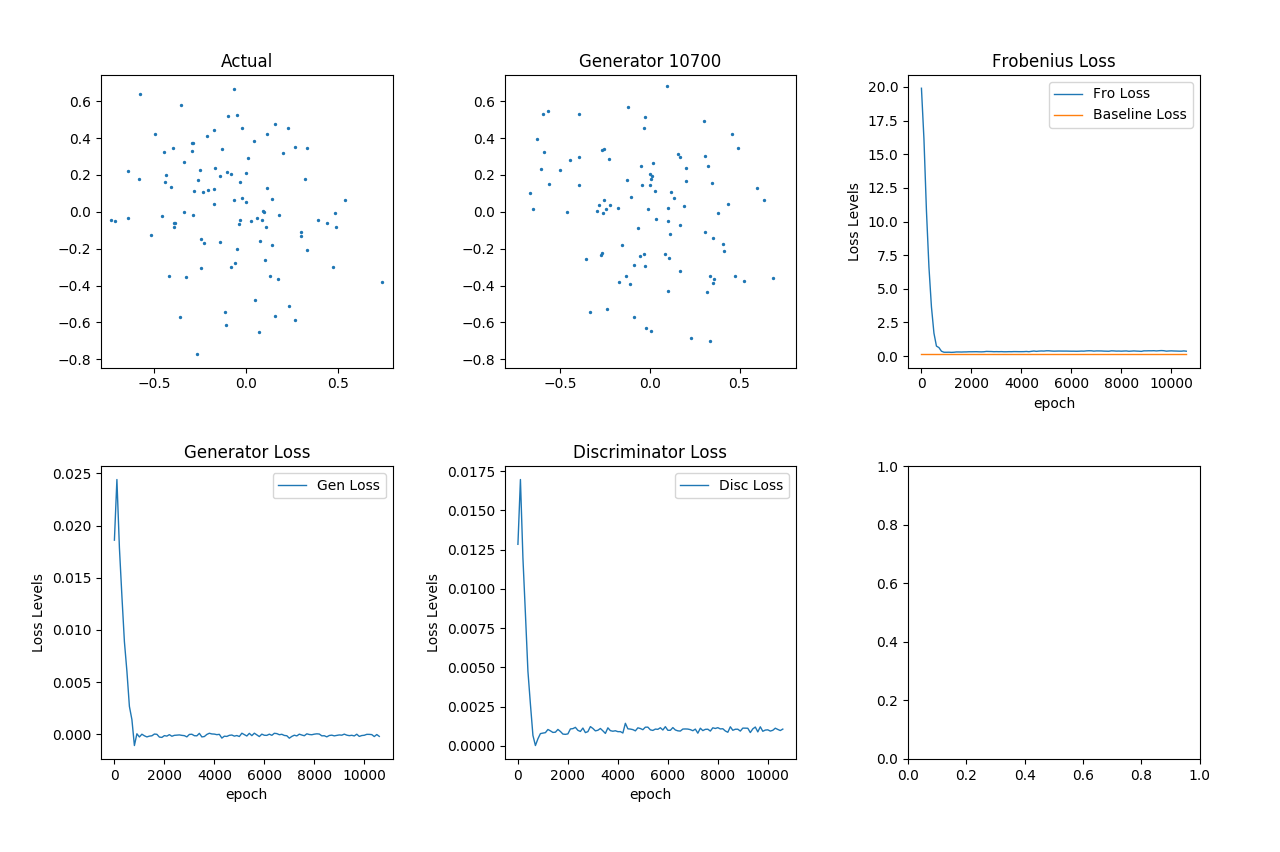 Actual
0.6
0.4
0.2
0.0
−0.2
−0.4
−0.6
−0.8
−0.5 0.0 0.5
Generator 10700
0.6
0.4
0.2
0.0
−0.2
−0.4
−0.6
−0.8
−0.5 0.0 0.5
Frobenius Loss
Fro Loss
Baseline Loss
Loss Levels
20.0
17.5
15.0
12.5
10.0
7.5
5.0
2.5
0.0
0 2000 4000 6000 8000 10000
epoch
Generator Loss
Gen Loss
Loss Levels
0.025
0.020
0.015
0.010
0.005
0.000
0 2000 4000 6000 8000 10000
epoch
Discriminator Loss
Disc Loss
Loss Levels
0.0175
0.0150
0.0125
0.0100
0.0075
0.0050
0.0025
0.0000
0 2000 4000 6000 8000 10000
epoch
1.0
0.8
0.6
0.4
0.2
0.0
0.0 0.2 0.4 0.6 0.8 1.0